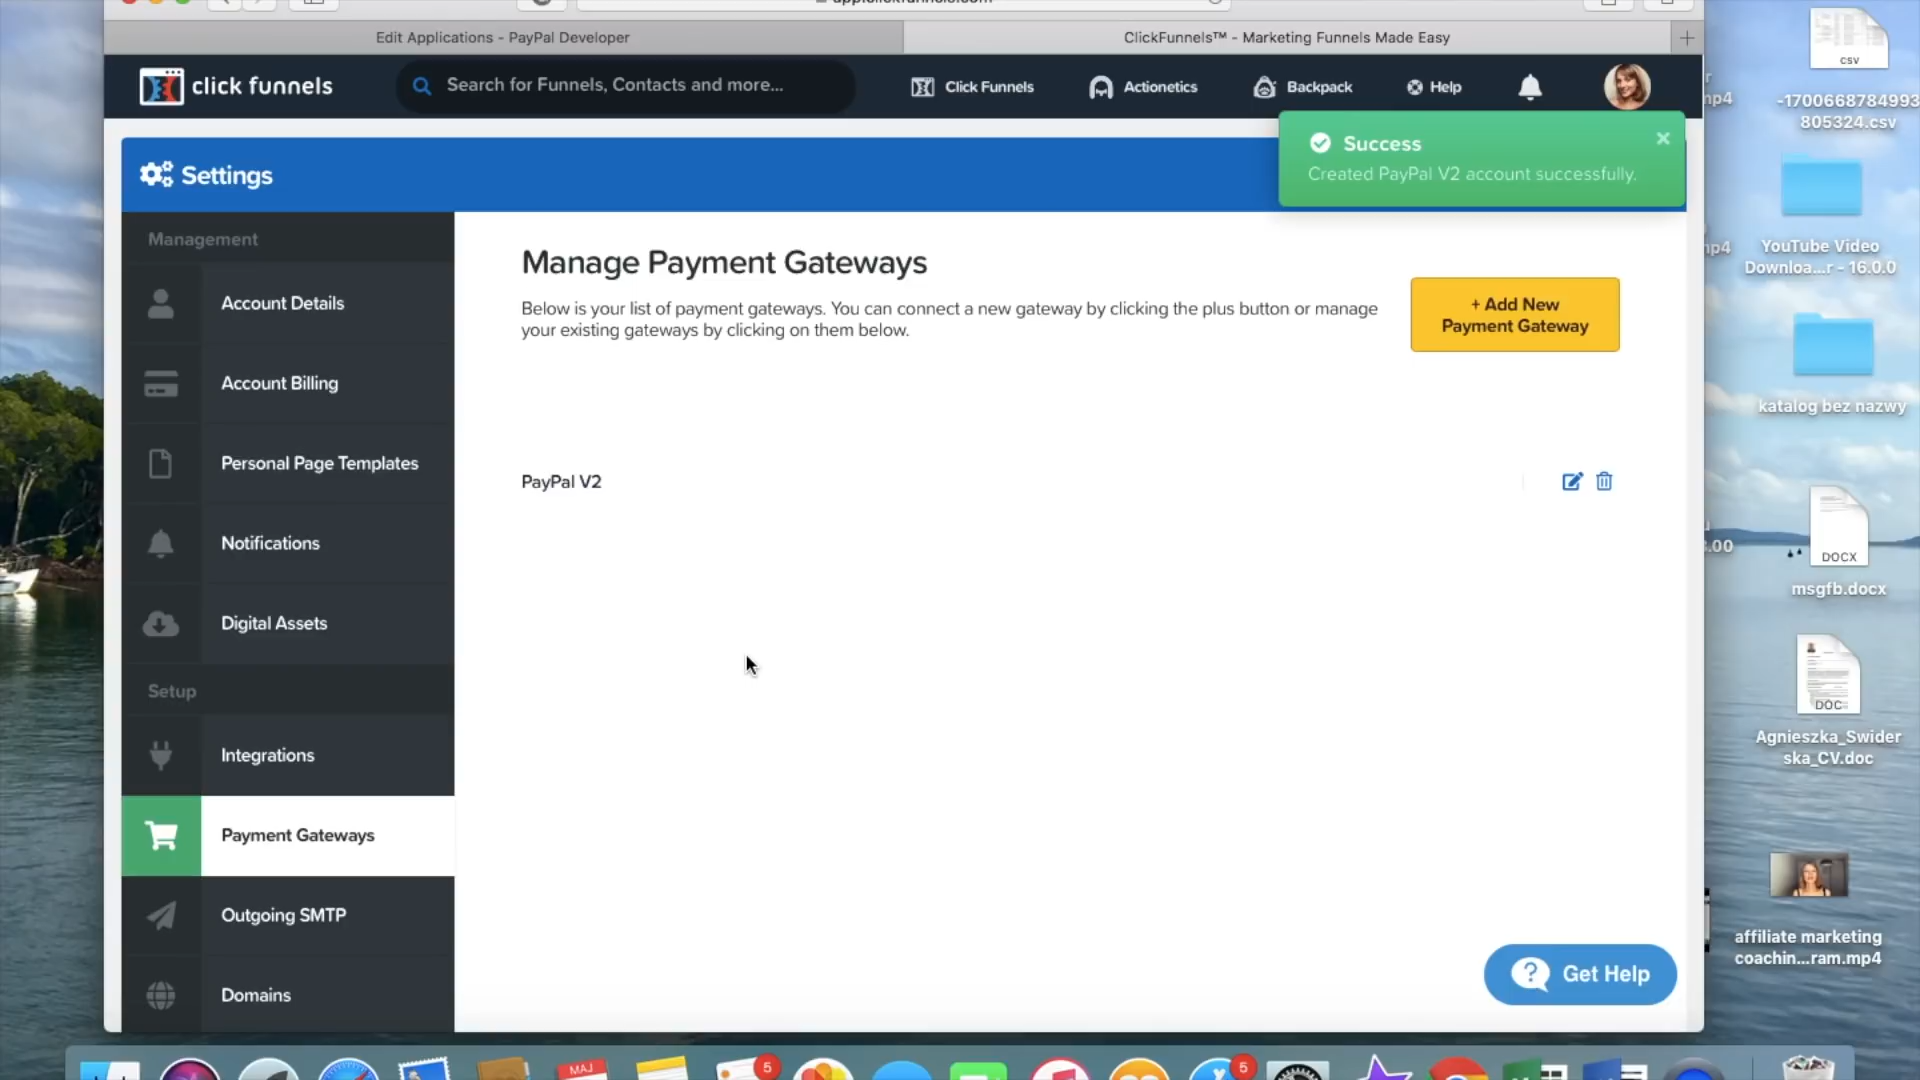 Edit Applications - PayPal Developer
ClickFunnels™ - Marketing Funnels Made Easy
click funnels
Search for Funnels, Contacts and more...
Click Funnels
Actionetics
Backpack
Help
Success
Created PayPal V2 account successfully.
Settings
Management
Account Details
Account Billing
Personal Page Templates
Notifications
Digital Assets
Setup
Integrations
Payment Gateways
Outgoing SMTP
Domains
Manage Payment Gateways
Below is your list of payment gateways. You can connect a new gateway by clicking the plus button or manage
your existing gateways by clicking on them below.
+ Add New
Payment Gateway
PayPal V2
Get Help
csv
-1700668784993
805324.csv
YouTube Video
Downloa...r - 16.0.0
katalog bez nazwy
DOCX
msgfb.docx
DOC
Agnieszka_Swider
ska_CV.doc
affiliate marketing
coachin...ram.mp4
MAJ
5
5